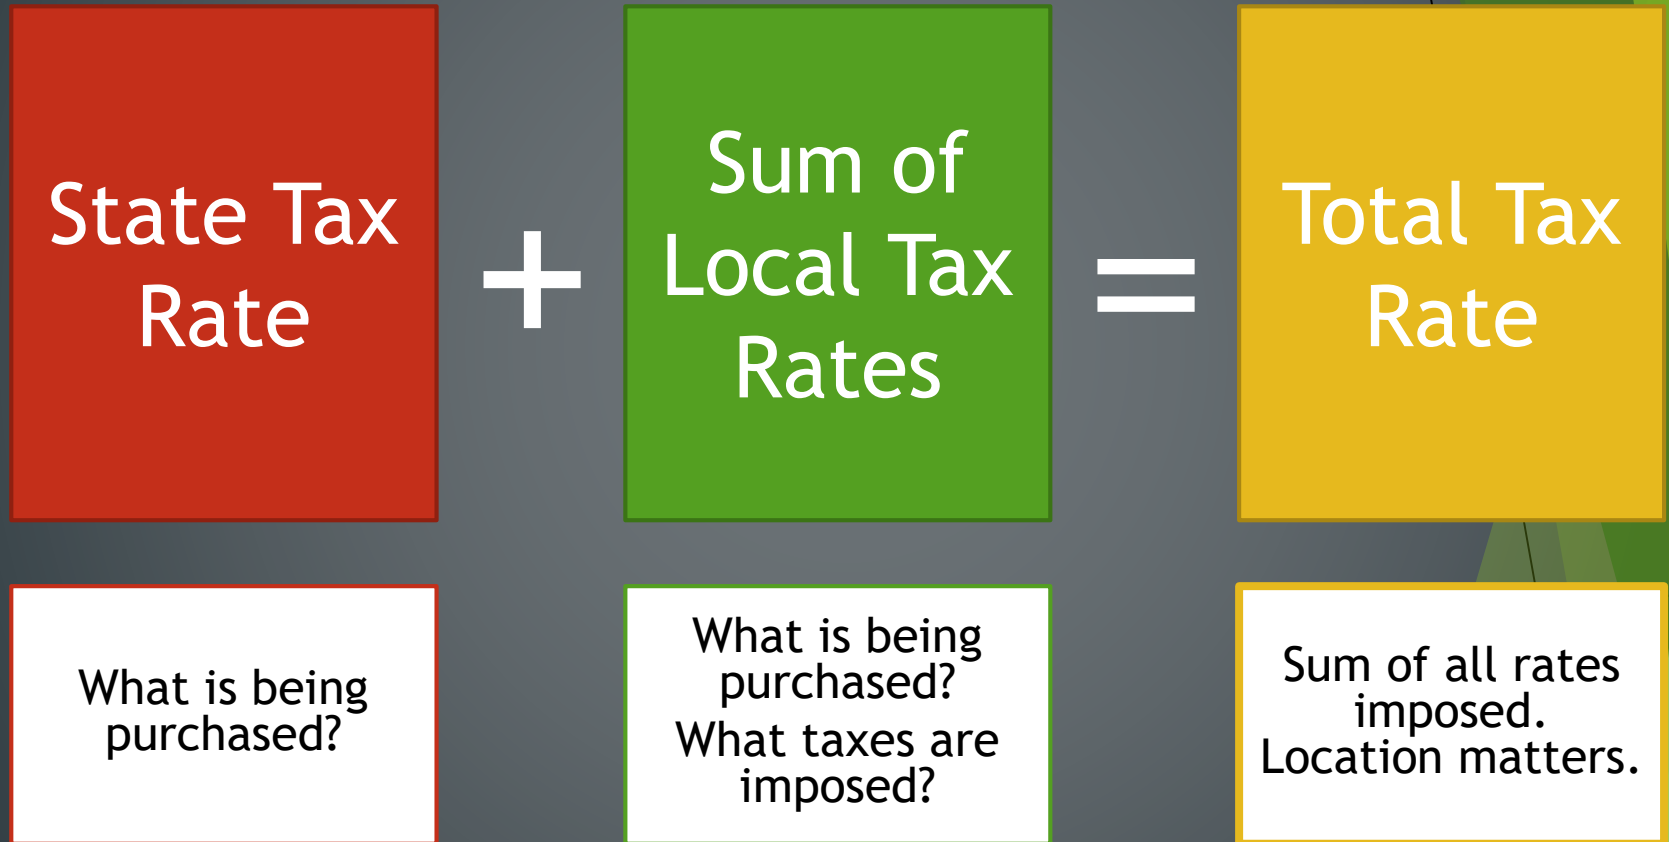 State Tax
Rate
+
Sum of
Local Tax
Rates
=
Total Tax
Rate
What is being
purchased?
What is being
purchased?
What taxes are
imposed?
Sum of all rates
imposed.
Location matters.